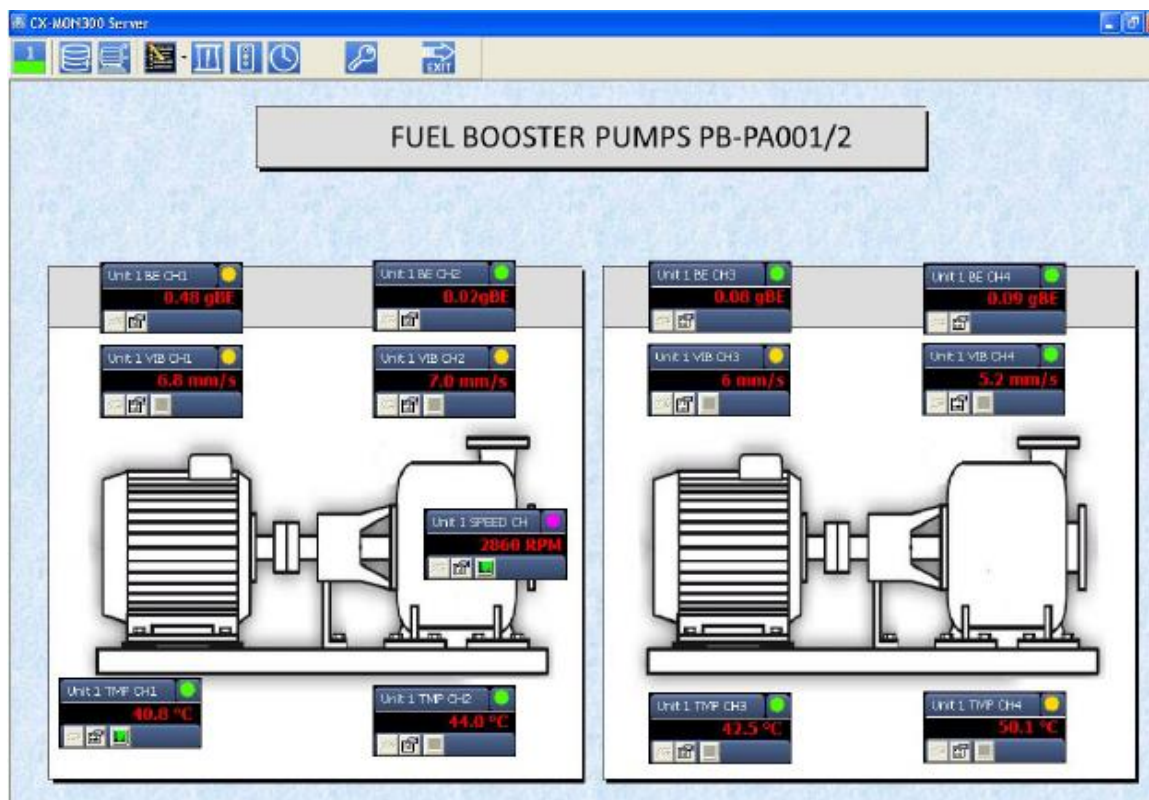 CX-MON300 Server
1
EXIT
FUEL BOOSTER PUMPS PB-PA001/2
Unit 1 BE CH1
0.48 gBE
Unit 1 BE CH2
0.02gBE
Unit 1 BE CH3
0.08 gBE
Unit 1 BE CH4
0.09 gBE
Unit 1 VIB CH1
6.8 mm/s
Unit 1 VIB CH2
7.0 mm/s
Unit 1 VIB CH3
6 mm/s
Unit 1 VIB CH4
5.2 mm/s
Unit 1 SPEED CH
2860 RPM
Unit 1 TMP CH1
40.8 °C
Unit 1 TMP CH2
44.0 °C
Unit 1 TMP CH3
42.5 °C
Unit 1 TMP CH4
50.1 °C